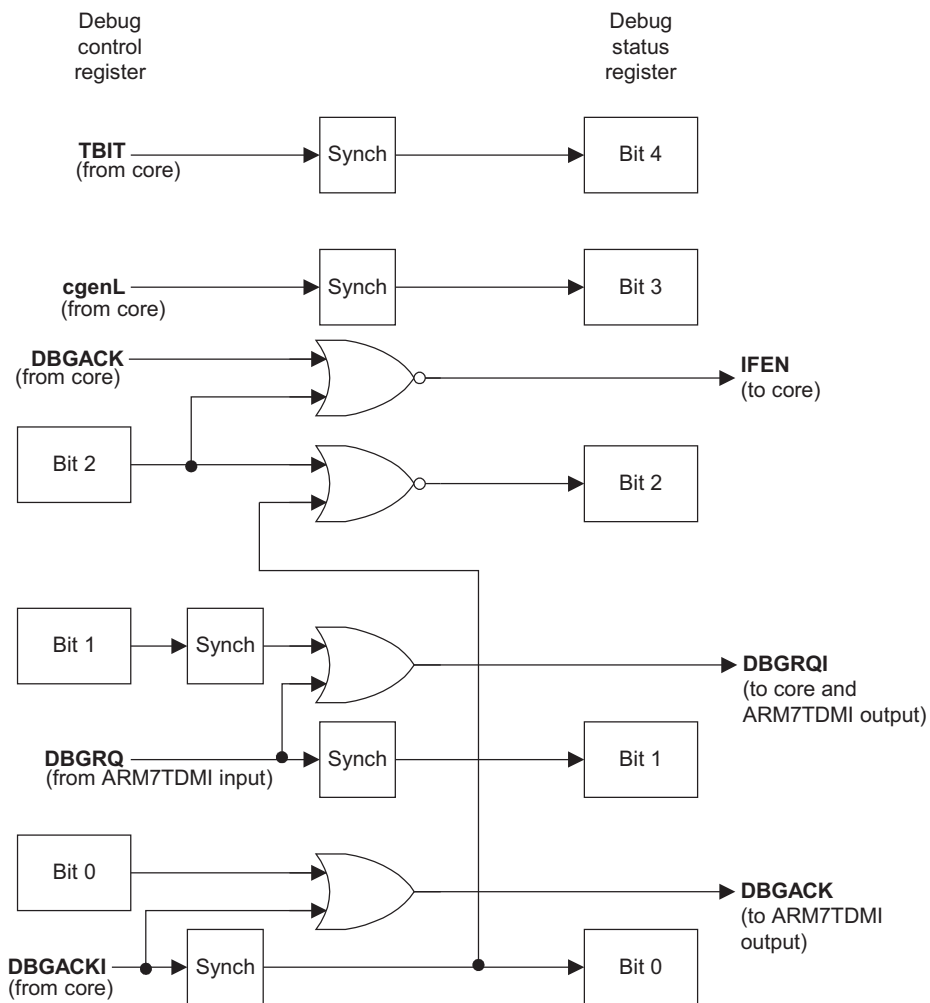 Debug
control
register
Debug
status
register
TBIT
(from core)
Synch
Bit 4
cgenL
(from core)
Synch
Bit 3
DBGACK
(from core)
IFEN
(to core)
Bit 2
Bit 2
Bit 1
Synch
DBGRQI
(to core and
ARM7TDMI output)
DBGRQ
(from ARM7TDMI input)
Synch
Bit 1
Bit 0
DBGACK
(to ARM7TDMI
output)
DBGACKI
(from core)
Synch
Bit 0